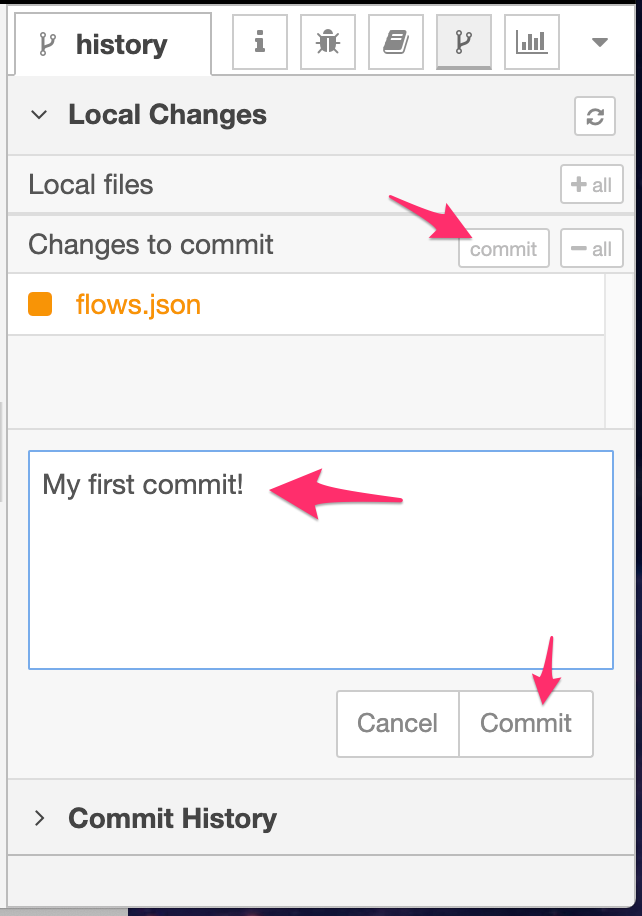 history
Local Changes
Local files
+ all
Changes to commit
commit
− all
flows.json
My first commit!
Cancel
Commit
Commit History